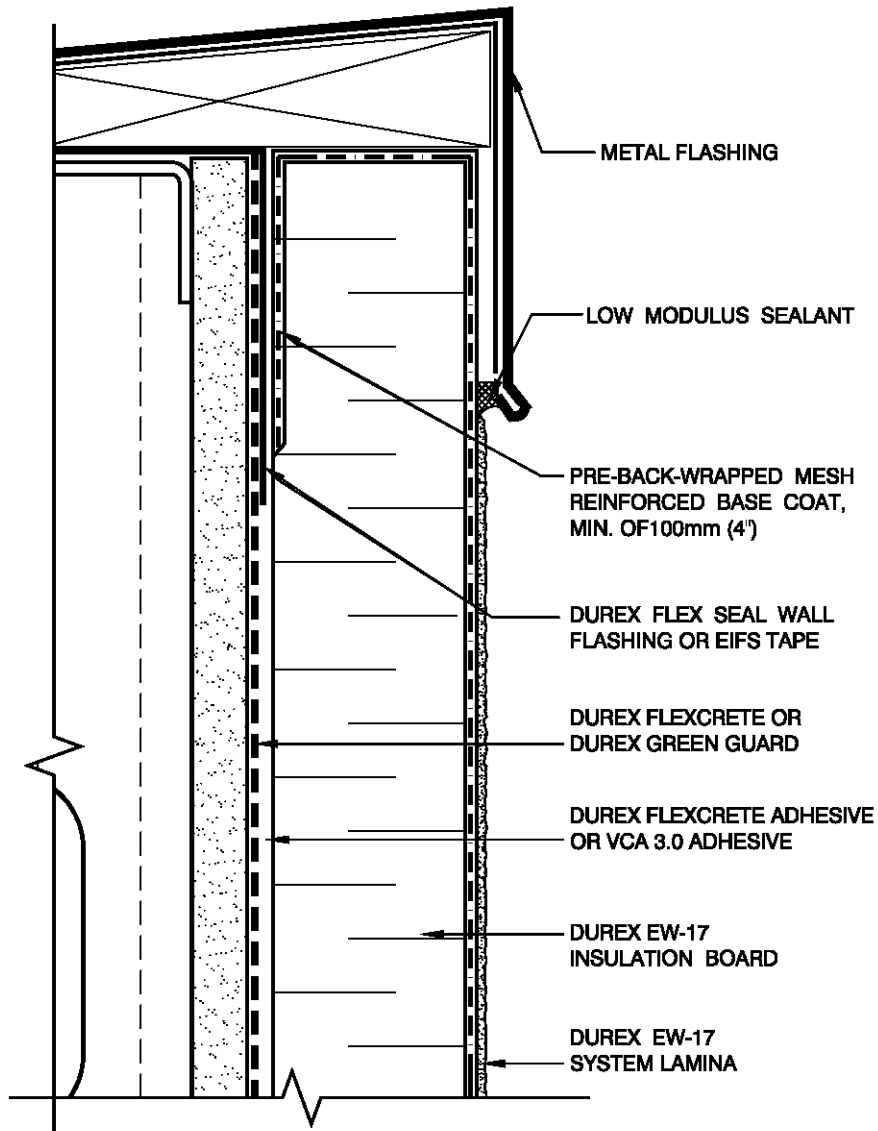 METAL FLASHING
LOW MODULUS SEALANT
PRE-BACK-WRAPPED MESH
REINFORCED BASE COAT,
MIN. OF100mm (4")
DUREX FLEX SEAL WALL
FLASHING OR EIFS TAPE
DUREX FLEXCRETE OR
DUREX GREEN GUARD
DUREX FLEXCRETE ADHESIVE
OR VCA 3.0 ADHESIVE
DUREX EW-17
INSULATION BOARD
DUREX EW-17
SYSTEM LAMINA